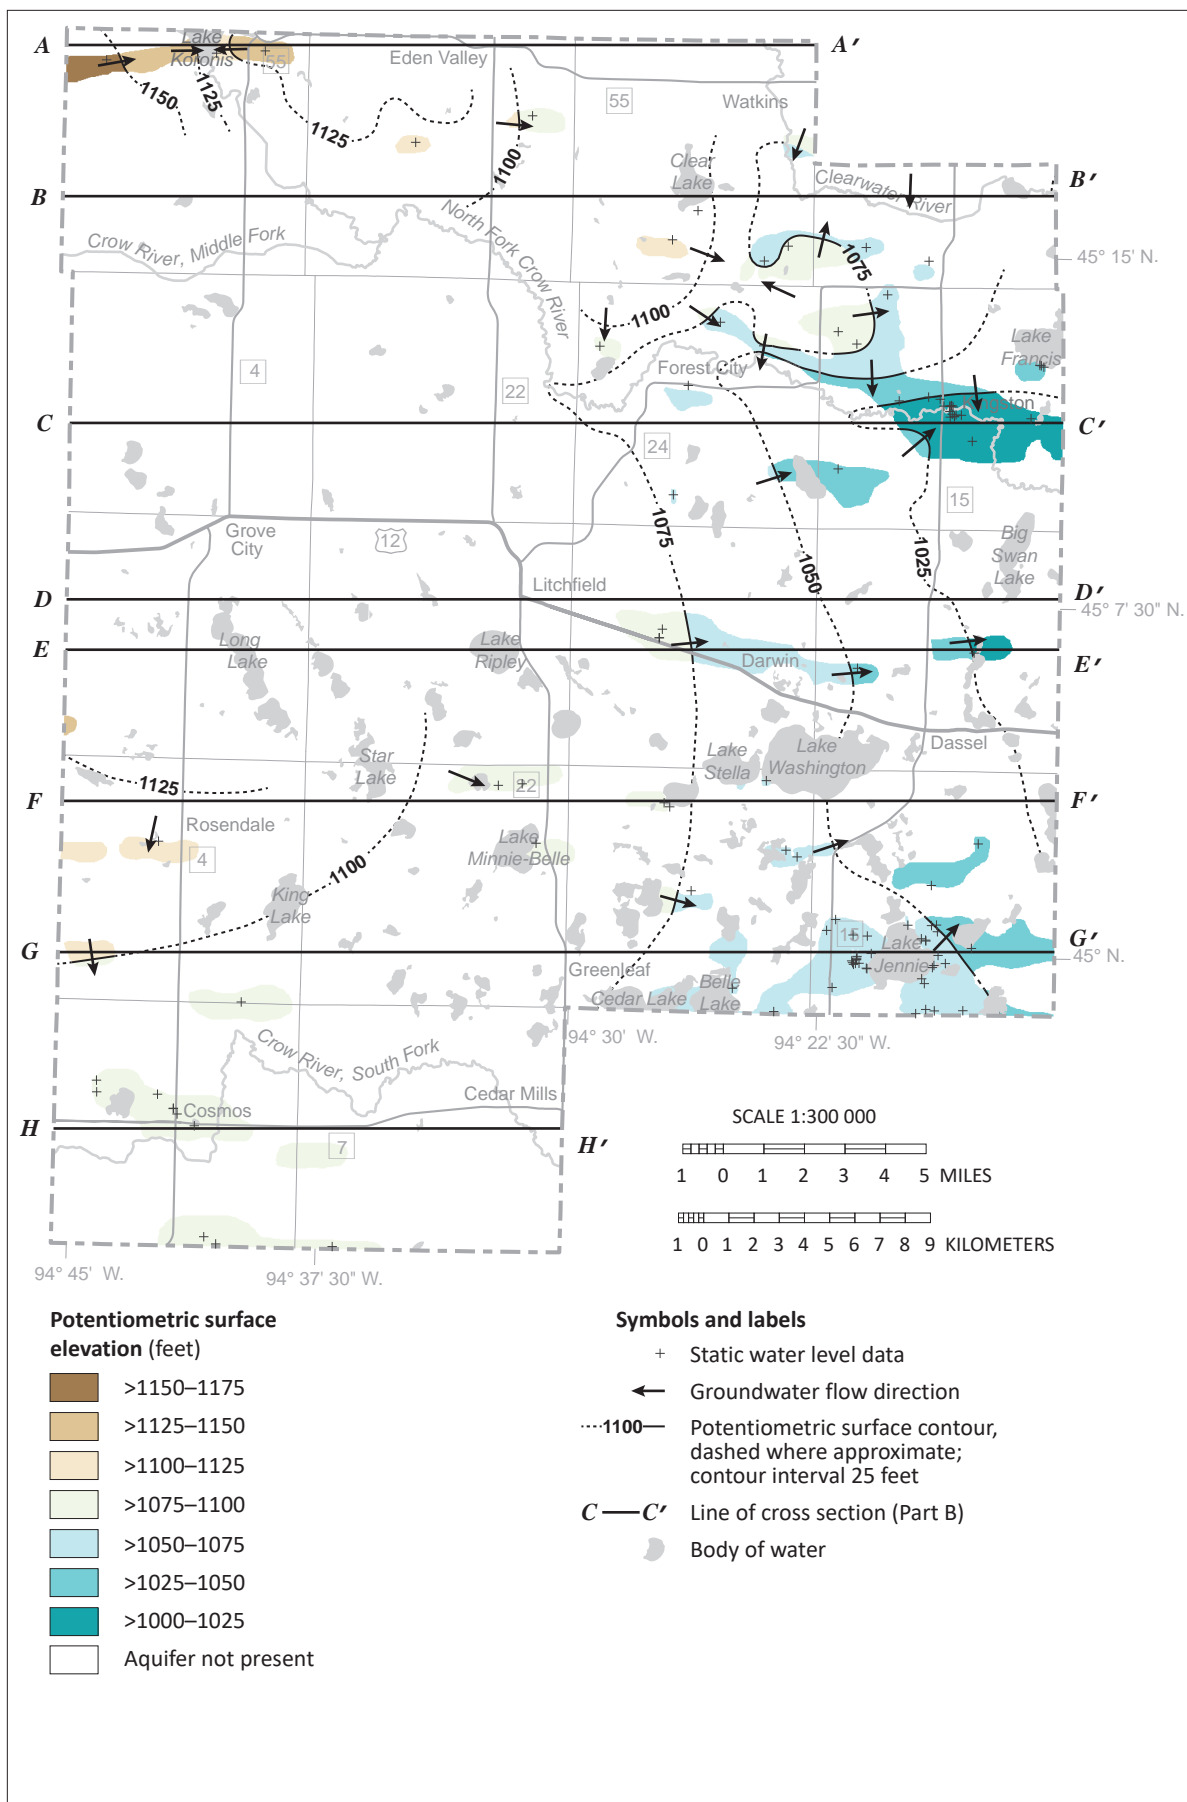 A
A′
Lake
Koronis
55
Eden Valley
55
Watkins
1150
1125
1125
1100
Clear
Lake
B
B′
Clearwater River
North Fork Crow River
Crow River, Middle Fork
45° 15' N.
1075
1100
Lake
Francis
Forest City
4
22
Kingston
C
C′
24
15
1075
1050
1025
Grove
City
12
Big
Swan
Lake
Litchfield
D
D′
45° 7' 30" N.
Long
Lake
Lake
Ripley
Darwin
E
E′
Star
Lake
Lake
Stella
Lake
Washington
Dassel
1125
22
F
F′
Rosendale
4
Lake
Minnie-Belle
1100
King
Lake
15
G
G′
Lake
Jennie
45° N.
Greenleaf
Cedar Lake
Belle
Lake
94° 30' W.
94° 22' 30" W.
Crow River, South Fork
Cedar Mills
Cosmos
H
H′
7
SCALE 1:300 000
1 0 1 2 3 4 5 MILES
1 0 1 2 3 4 5 6 7 8 9 KILOMETERS
94° 45' W.
94° 37' 30" W.
Potentiometric surface
elevation (feet)
>1150–1175
>1125–1150
>1100–1125
>1075–1100
>1050–1075
>1025–1050
>1000–1025
Aquifer not present
Symbols and labels
Static water level data
Groundwater flow direction
1100
Potentiometric surface contour,
dashed where approximate;
contour interval 25 feet
C C′ Line of cross section (Part B)
Body of water